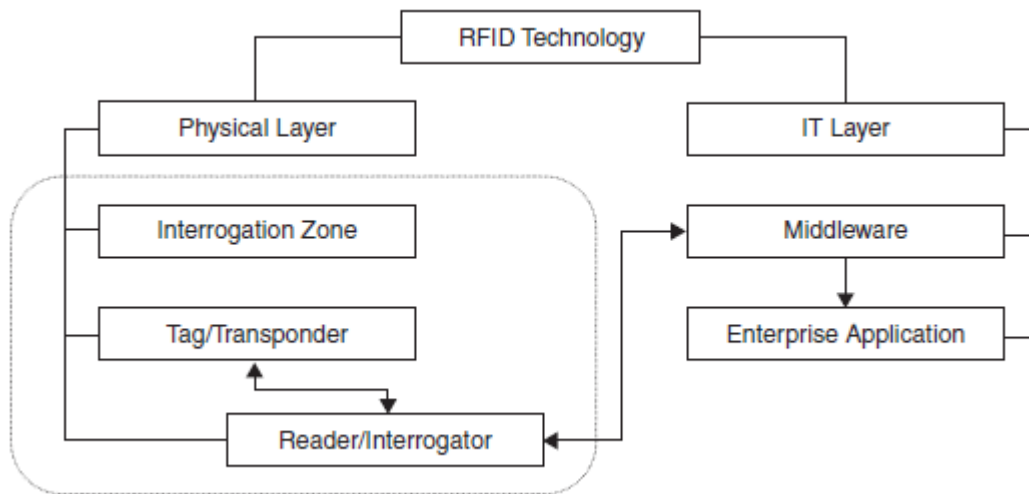 RFID Technology
Physical Layer
IT Layer
Interrogation Zone
Middleware
Tag/Transponder
Enterprise Application
Reader/Interrogator